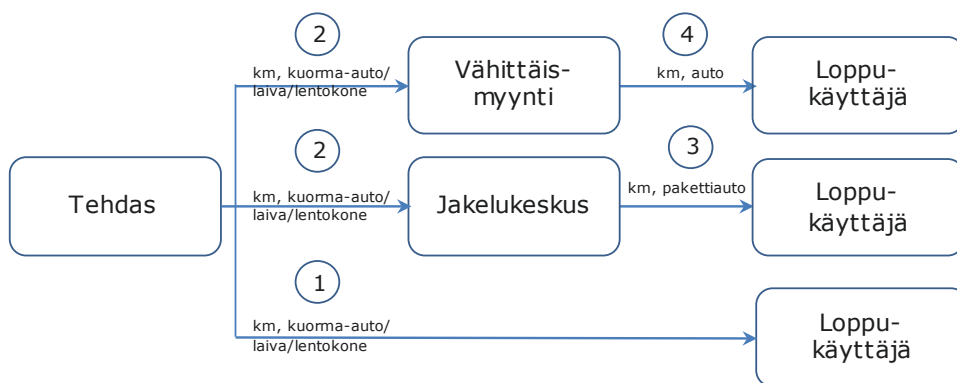 2
km, kuorma-auto/
laiva/lentokone
Vähittäis-
myynti
4
km, auto
Loppu-
käyttäjä
Tehdas
2
km, kuorma-auto/
laiva/lentokone
Jakelukeskus
3
km, pakettiauto
Loppu-
käyttäjä
1
km, kuorma-auto/
laiva/lentokone
Loppu-
käyttäjä